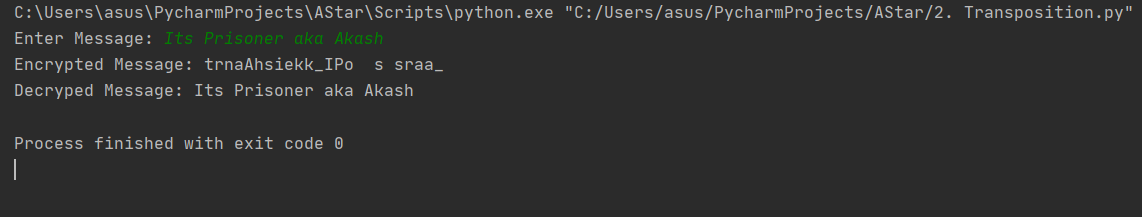 C:\Users\asus\PycharmProjects\AStar\Scripts\python.exe "C:/Users/asus/PycharmProjects/AStar/2. Transposition.py"
Enter Message: Its Prisoner aka Akash
Encrypted Message: trnaAhsiekk_IPo  s sraa_
Decryped Message: Its Prisoner aka Akash
Process finished with exit code 0